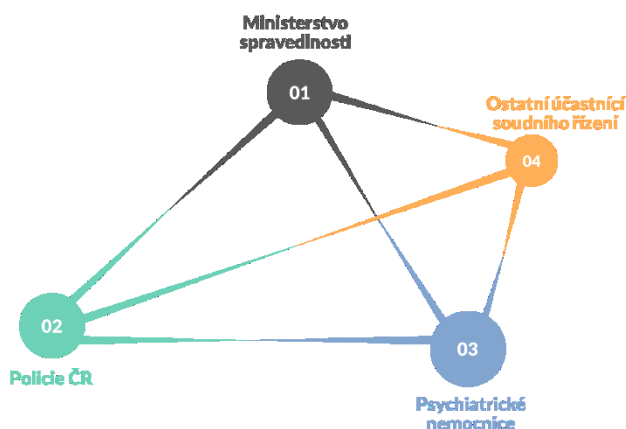 Ministerstvo
spravedlnosti
01
Ostatní účastníci
soudního řízení
04
02
Policie ČR
03
Psychiatrické
nemocnice